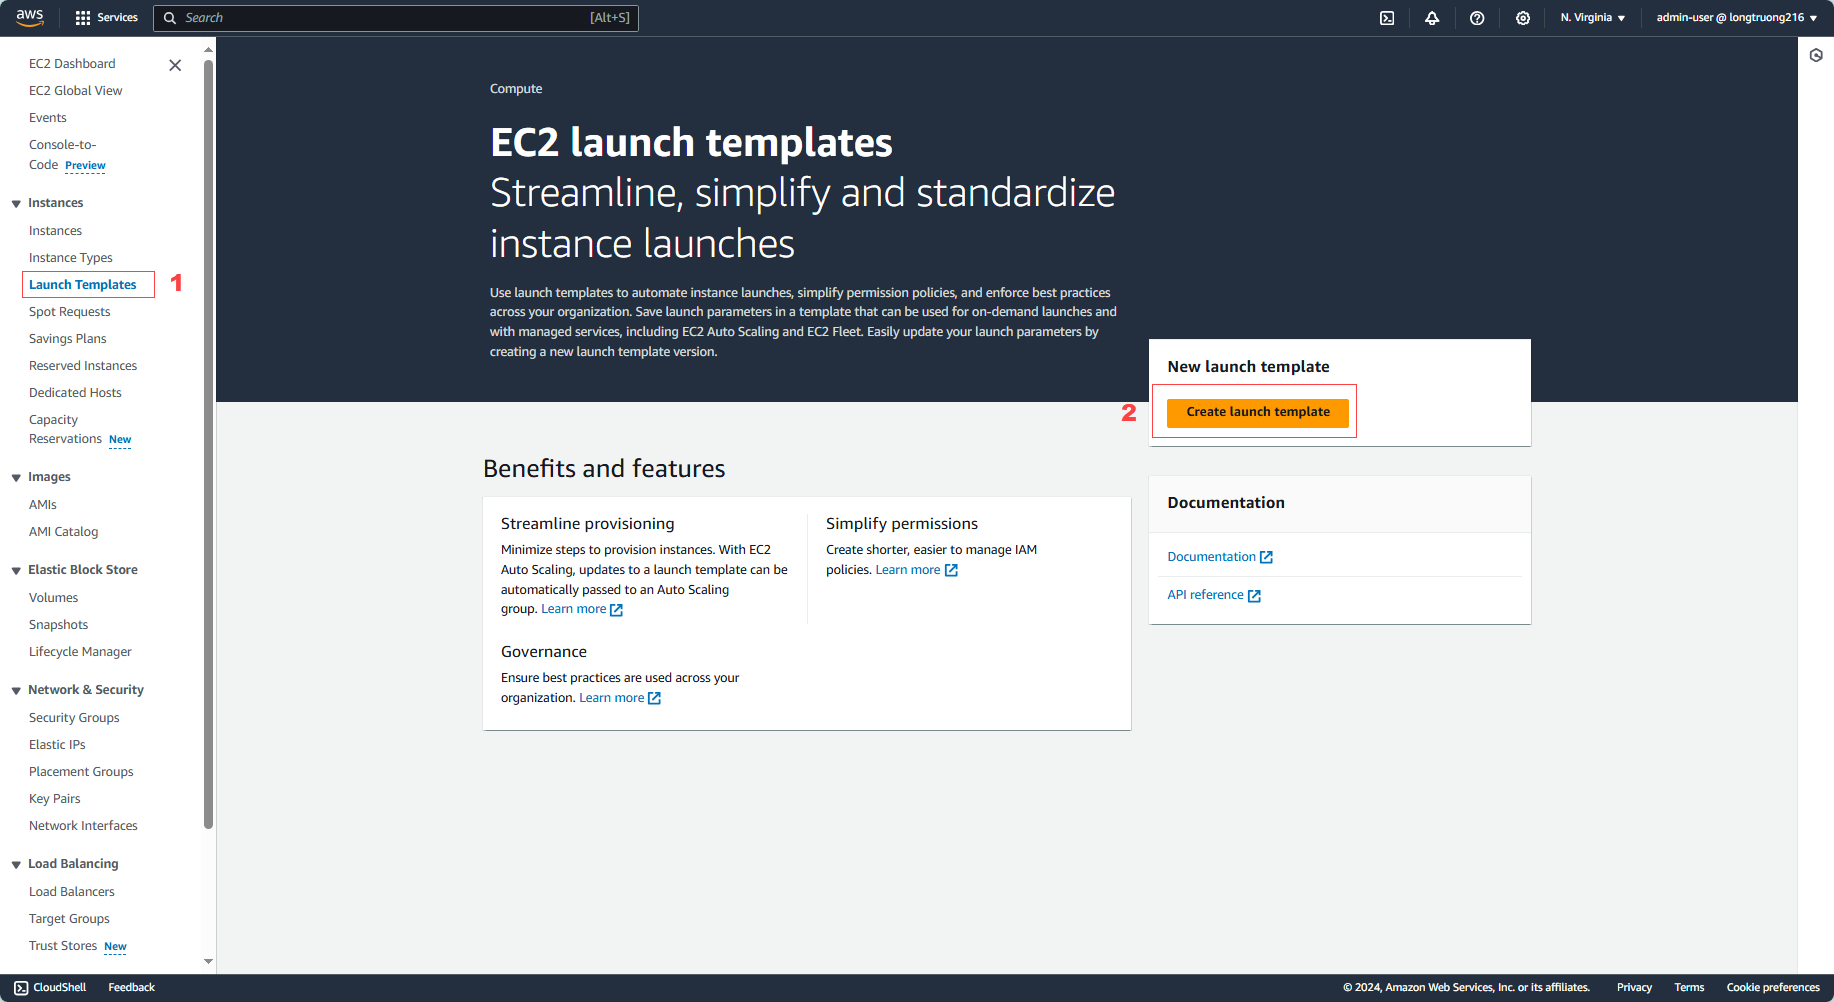 aws
Services
Search
[Alt+S]
N. Virginia
admin-user @ longtruong216
EC2 Dashboard
EC2 Global View
Events
Console-to-
Code Preview
Instances
Instances
Instance Types
Launch Templates
1
Spot Requests
Savings Plans
Reserved Instances
Dedicated Hosts
Capacity
Reservations New
Images
AMIs
AMI Catalog
Elastic Block Store
Volumes
Snapshots
Lifecycle Manager
Network & Security
Security Groups
Elastic IPs
Placement Groups
Key Pairs
Network Interfaces
Load Balancing
Load Balancers
Target Groups
Trust Stores New
Compute
EC2 launch templates
Streamline, simplify and standardize
instance launches
Use launch templates to automate instance launches, simplify permission policies, and enforce best practices
across your organization. Save launch parameters in a template that can be used for on-demand launches and
with managed services, including EC2 Auto Scaling and EC2 Fleet. Easily update your launch parameters by
creating a new launch template version.
New launch template
2
Create launch template
Benefits and features
Streamline provisioning
Minimize steps to provision instances. With EC2
Auto Scaling, updates to a launch template can be
automatically passed to an Auto Scaling
group. Learn more
Simplify permissions
Create shorter, easier to manage IAM
policies. Learn more
Governance
Ensure best practices are used across your
organization. Learn more
Documentation
Documentation
API reference
CloudShell
Feedback
© 2024, Amazon Web Services, Inc. or its affiliates.
Privacy
Terms
Cookie preferences